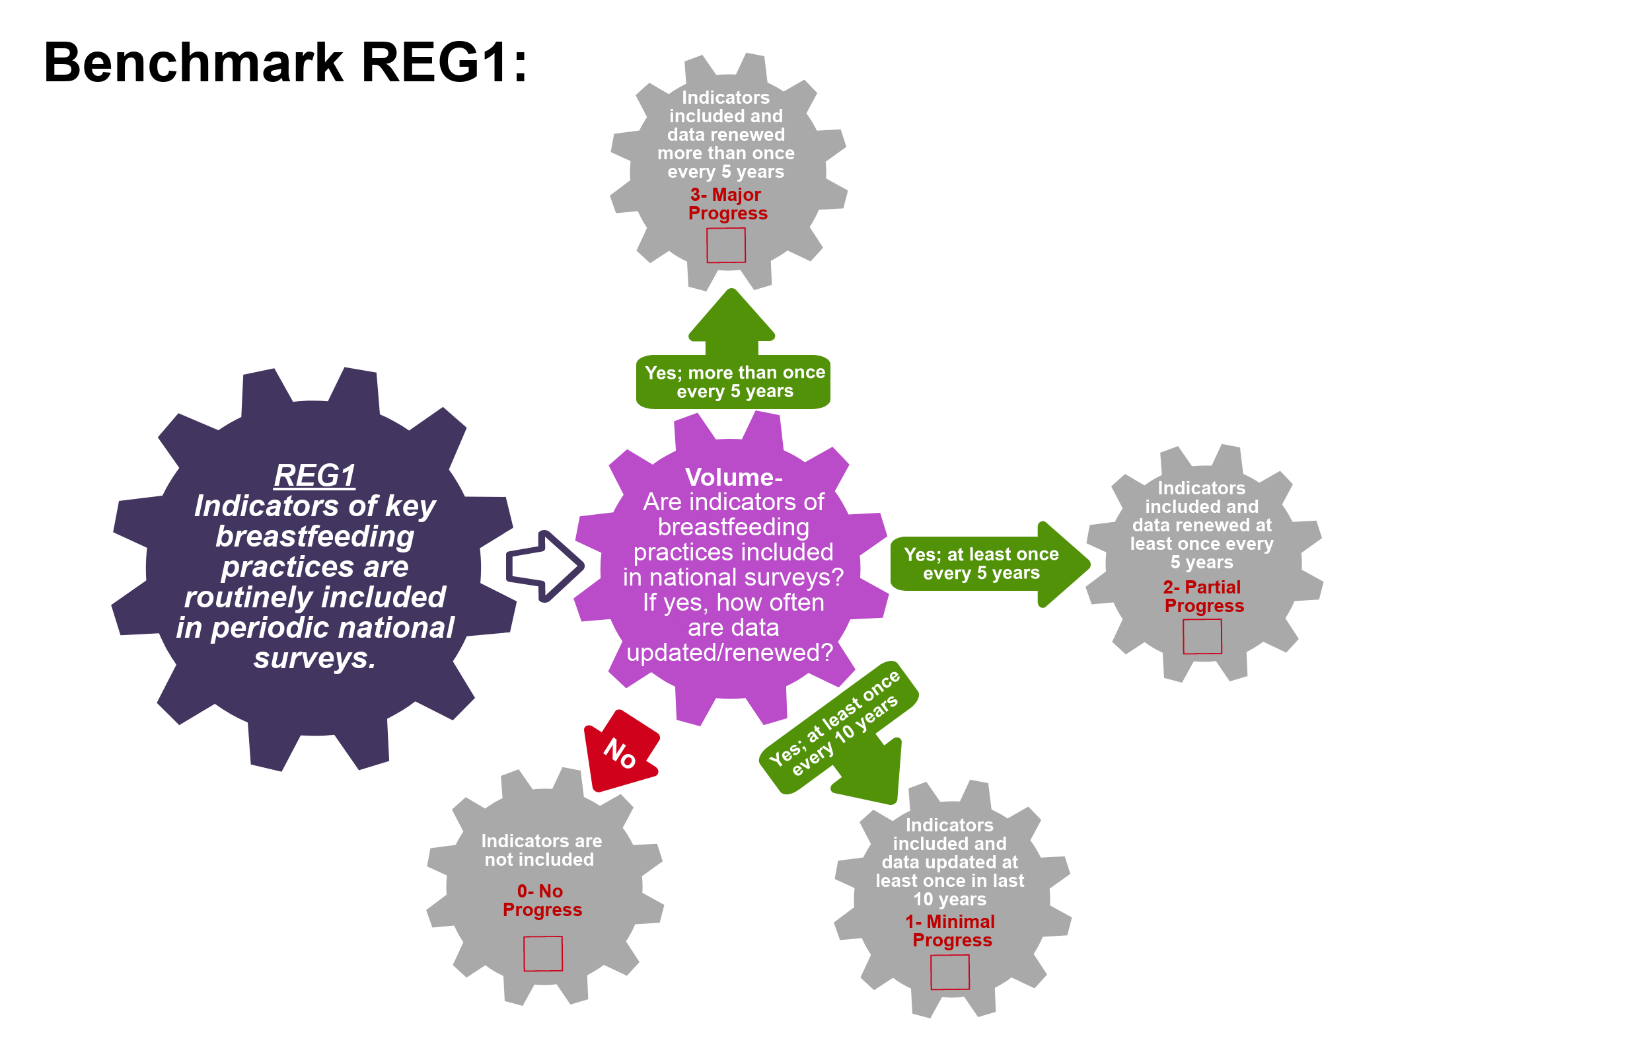 Benchmark REG1:
Indicators
included and
data renewed
more than once
every 5 years
3- Major
Progress
Yes; more than once
every 5 years
REG1
Indicators of key
breastfeeding
practices are
routinely included
in periodic national
surveys.
Volume-
Are indicators of
breastfeeding
practices included
in national surveys?
If yes, how often
are data
updated/renewed?
Yes; at least once
every 5 years
Indicators
included and
data renewed at
least once every
5 years
2- Partial
Progress
No
Indicators are
not included
0- No
Progress
Yes; at least once
every 10 years
Indicators
included and
data updated at
least once in last
10 years
1- Minimal
Progress